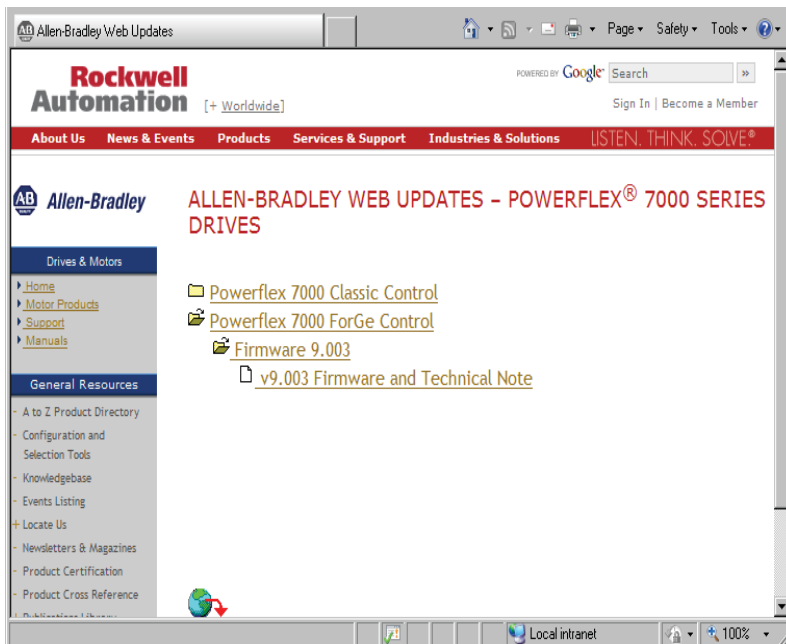 Allen-Bradley Web Updates
Page Safety Tools
Rockwell
Automation
[+ Worldwide]
POWERED BY Google Search »
Sign In | Become a Member
About Us News & Events Products Services & Support Industries & Solutions LISTEN. THINK. SOLVE.®
AB QUALITY Allen-Bradley
ALLEN-BRADLEY WEB UPDATES – POWERFLEX® 7000 SERIES
DRIVES
Drives & Motors
Home
Motor Products
Support
Manuals
Powerflex 7000 Classic Control
Powerflex 7000 ForGe Control
Firmware 9.003
v9.003 Firmware and Technical Note
General Resources
- A to Z Product Directory
- Configuration and
Selection Tools
- Knowledgebase
- Events Listing
+ Locate Us
- Newsletters & Magazines
- Product Certification
- Product Cross Reference
+ Publications Library
Local intranet 100%